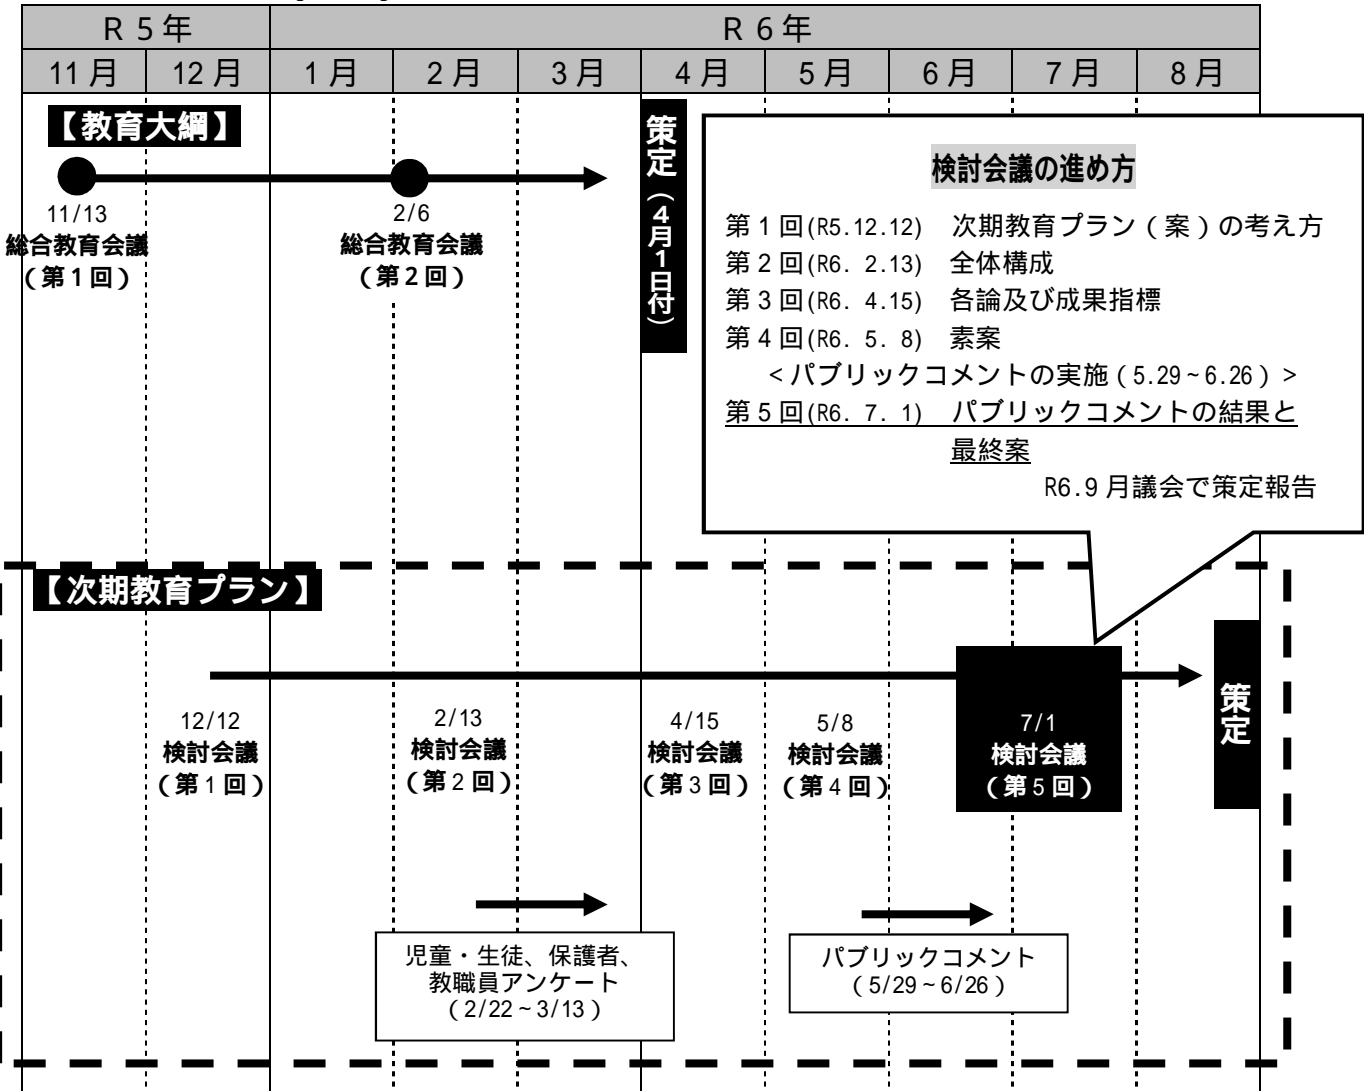 R5年
R6年
11月
12月
1月
2月
3月
4月
5月
6月
7月
8月
【教育大綱】
11/13
総合教育会議
(第1回)
2/6
総合教育会議
(第2回)
策定(4月1日付)
検討会議の進め方
第1回(R5.12.12) 次期教育プラン(案)の考え方
第2回(R6. 2.13) 全体構成
第3回(R6. 4.15) 各論及び成果指標
第4回(R6. 5. 8) 素案
<パブリックコメントの実施(5.29~6.26)>
第5回(R6. 7. 1) パブリックコメントの結果と
最終案
R6.9月議会で策定報告
【次期教育プラン】
12/12
検討会議
(第1回)
2/13
検討会議
(第2回)
4/15
検討会議
(第3回)
5/8
検討会議
(第4回)
7/1
検討会議
(第5回)
策定
児童・生徒、保護者、
教職員アンケート
(2/22~3/13)
パブリックコメント
(5/29~6/26)